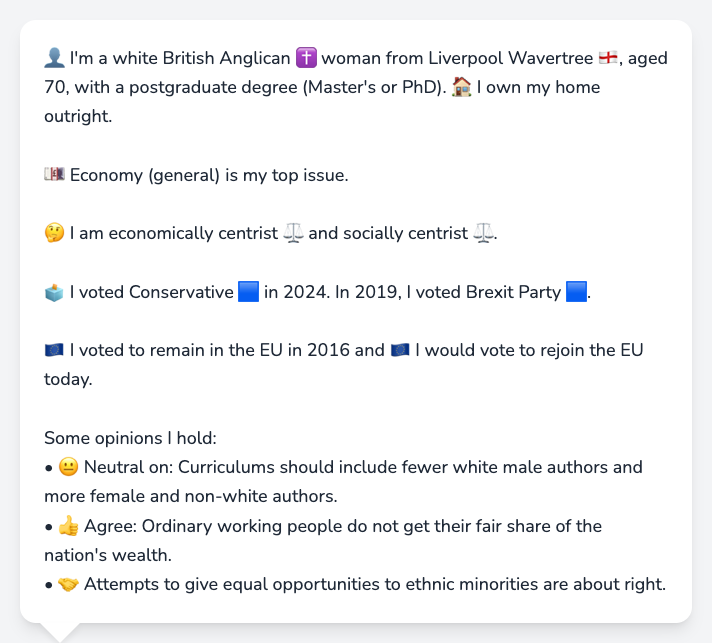 👤 I'm a white British Anglican ✝️ woman from Liverpool Wavertree 🏴󠁧󠁢󠁥󠁮󠁧󠁿, aged
70, with a postgraduate degree (Master's or PhD). 🏠 I own my home
outright.
💷 Economy (general) is my top issue.
🤔 I am economically centrist ⚖️ and socially centrist ⚖️.
🗳️ I voted Conservative 🟦 in 2024. In 2019, I voted Brexit Party 🟦.
🇪🇺 I voted to remain in the EU in 2016 and 🇪🇺 I would vote to rejoin the EU
today.
Some opinions I hold:
• 😐 Neutral on: Curriculums should include fewer white male authors and
more female and non-white authors.
• 👍 Agree: Ordinary working people do not get their fair share of the
nation's wealth.
• 🤝 Attempts to give equal opportunities to ethnic minorities are about right.